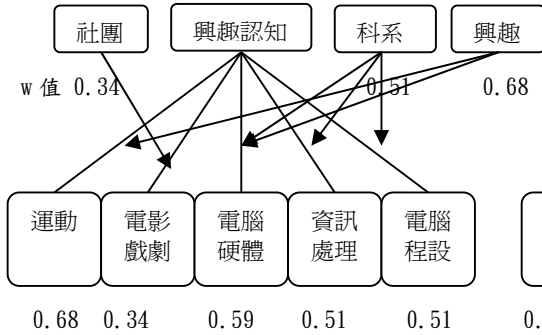 社團 興趣認知 科系 興趣
w 值 0.34 0.51 0.68
運動 電影 電腦 資訊 電腦
戲劇 硬體 處理 程設
0.68 0.34 0.59 0.51 0.51 0.